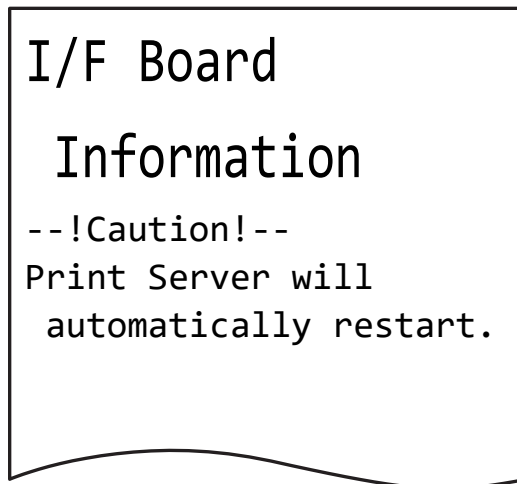 I/F Board
Information
--!Caution!--
Print Server will
automatically restart.